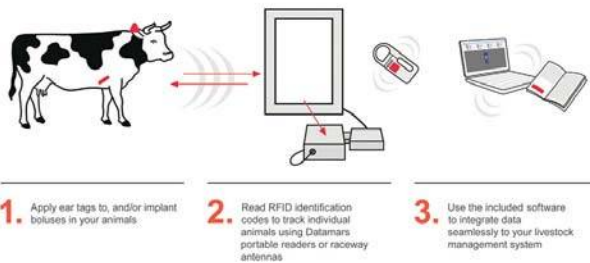 1. Apply ear tags to, and/or implant
boluses in your animals
2. Read RFID identification
codes to track individual
animals using Datamars
portable readers or raceway
antennas
3. Use the included software
to integrate data
seamlessly to your livestock
management system